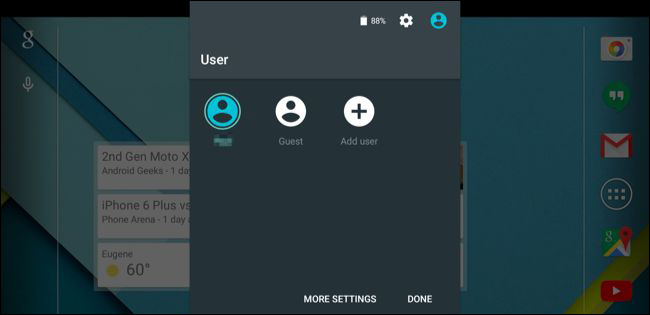 g
88%
User
Guest
Add user
2nd Gen Moto X
Android Geeks · 1 day a
iPhone 6 Plus vs
Phone Arena · 1 day a
Eugene
60°
g
MORE SETTINGS
DONE